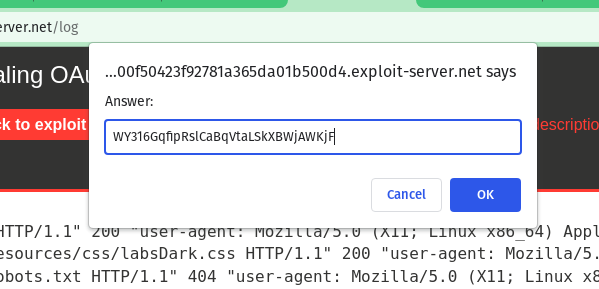 erver.net/log
aling OAu
...00f50423f92781a365da01b500d4.exploit-server.net says
Answer:
ck to exploi
WY316GqfipRslCaBqVtaLSkXBWjAWKjF
description
Cancel
OK
HTTP/1.1" 200 "user-agent: Mozilla/5.0 (X11; Linux x86_64) Appl
esources/css/labsDark.css HTTP/1.1" 200 "user-agent: Mozilla/5.
obots.txt HTTP/1.1" 404 "user-agent: Mozilla/5.0 (X11; Linux x8